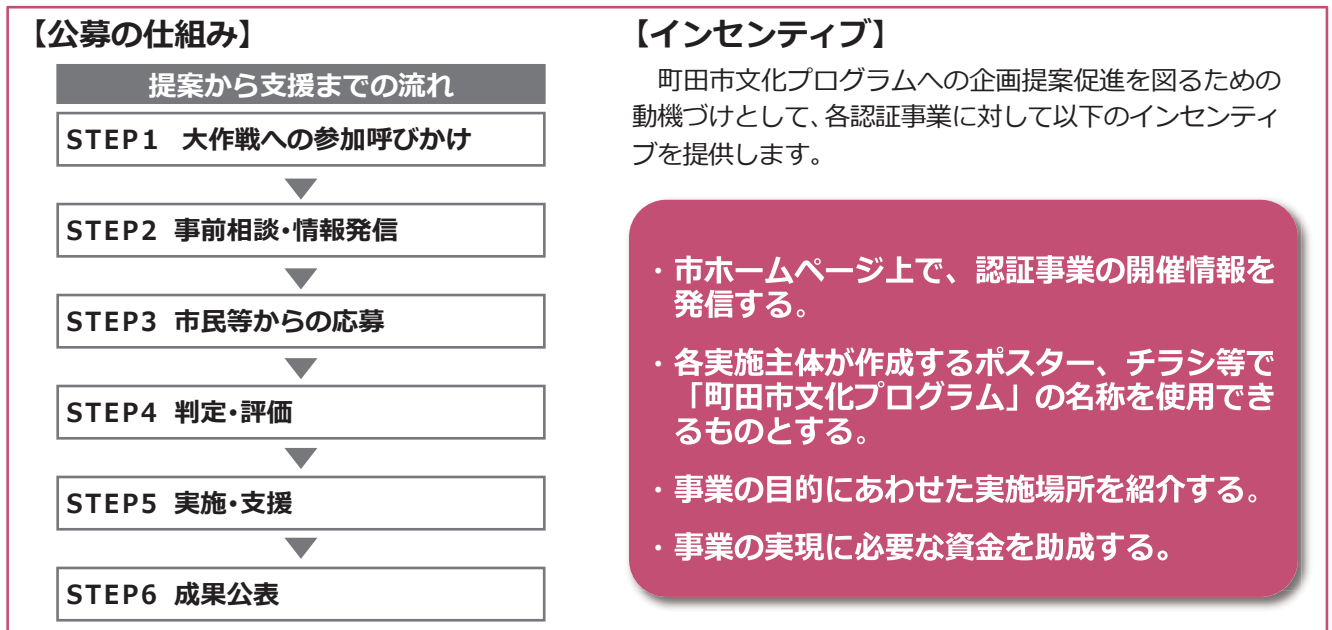 【公募の仕組み】
提案から支援までの流れ
STEP1 大作戦への参加呼びかけ
STEP2 事前相談・情報発信
STEP3 市民等からの応募
STEP4 判定・評価
STEP5 実施・支援
STEP6 成果公表
【インセンティブ】
町田市文化プログラムへの企画提案促進を図るための
動機づけとして、各認証事業に対して以下のインセンティ
ブを提供します。
・市ホームページ上で、認証事業の開催情報を
発信する。
・各実施主体が作成するポスター、チラシ等で
「町田市文化プログラム」の名称を使用でき
るものとする。
・事業の目的にあわせた実施場所を紹介する。
・事業の実現に必要な資金を助成する。